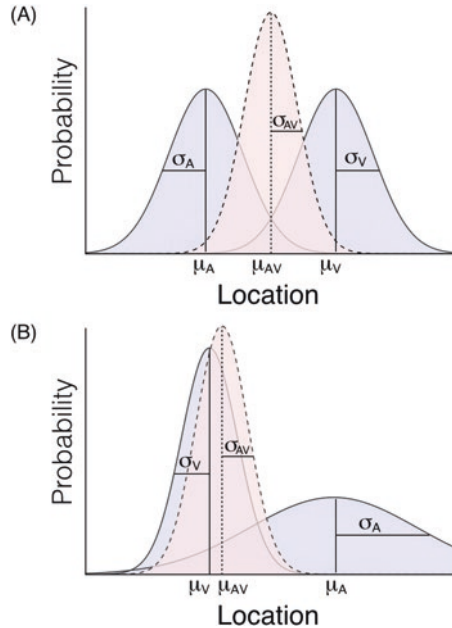 (A)
Probability
σAV
σA
σV
μA
μAV
μV
Location
(B)
Probability
σV
σAV
σA
μV
μAV
μA
Location